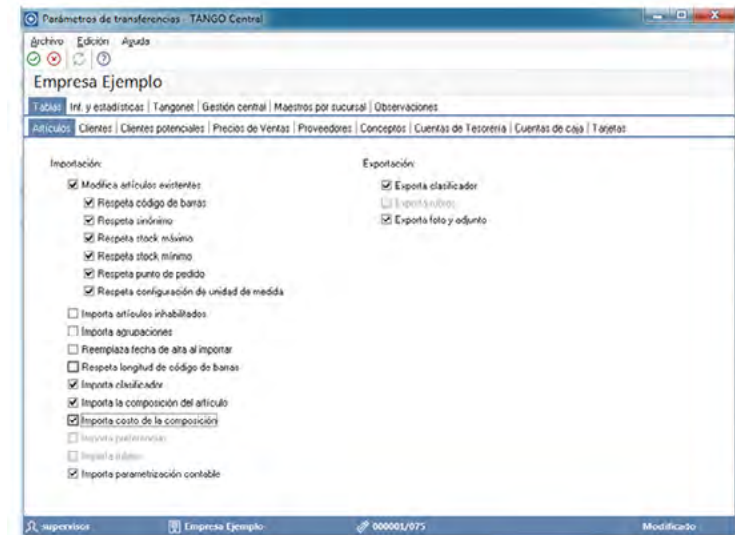 Parámetros de transferencias - TANGO Central
Archivo Edición Ayuda
Empresa Ejemplo
Tablas Inf. y estadísticas Tangonet Gestión central Maestros por sucursal Observaciones
Artículos Clientes Clientes potenciales Precios de Ventas Proveedores Conceptos Cuentas de Tesorería Cuentas de caja Tarjetas
Importación:
Modifica artículos existentes
Respeta código de barras
Respeta sinónimo
Respeta stock máximo
Respeta stock mínimo
Respeta punto de pedido
Respeta configuración de unidad de medida
Importa artículos inhabilitados
Importa agrupaciones
Reemplaza fecha de alta al importar
Respeta longitud de código de barras
Importa clasificador
Importa la composición del artículo
Importa costo de la composición
Importa preferencias
Importa rubros
Importa parametrización contable
Exportación:
Exporta clasificador
Exporta rubros
Exporta foto y adjunto
supervisor Empresa Ejemplo 000001/075 Modificado